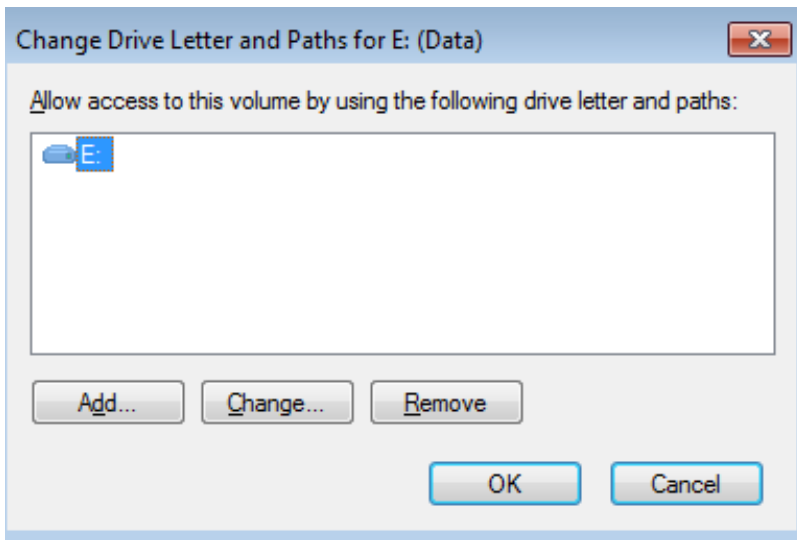 Change Drive Letter and Paths for E: (Data)
Allow access to this volume by using the following drive letter and paths:
E:
Add... Change... Remove
OK Cancel